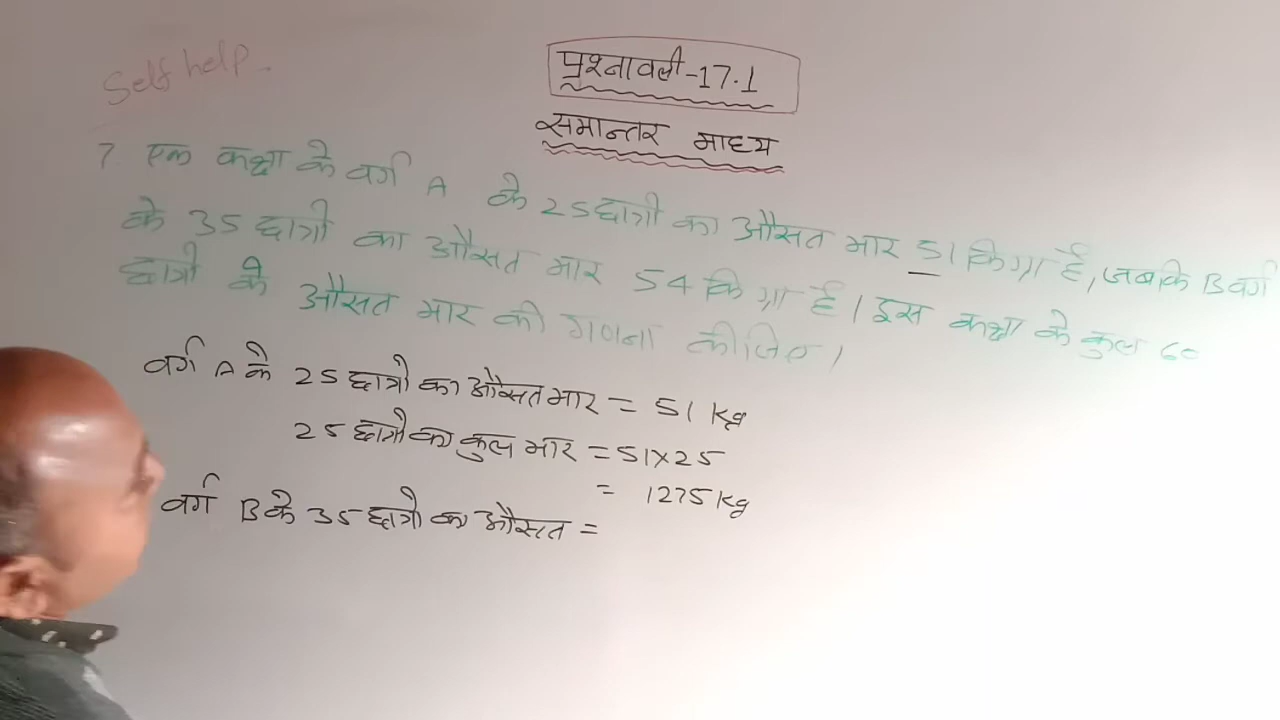 Self help
प्रश्नावली-17.1
समान्तर माध्य
7 एक कक्षा के वर्ग A के 25 छात्रों का औसत भार 51 कि ग्रा है, जबकि B वर्ग
के 35 छात्रों का औसत भार 54 कि ग्रा है। इस कक्षा के कुल 60
छात्रों के औसत भार की गणना कीजिए।
वर्ग A के 25 छात्रों का औसत भार = 51 Kg
25 छात्रों का कुल भार = 51×25
= 1275 Kg
वर्ग B के 35 छात्रों का औसत =